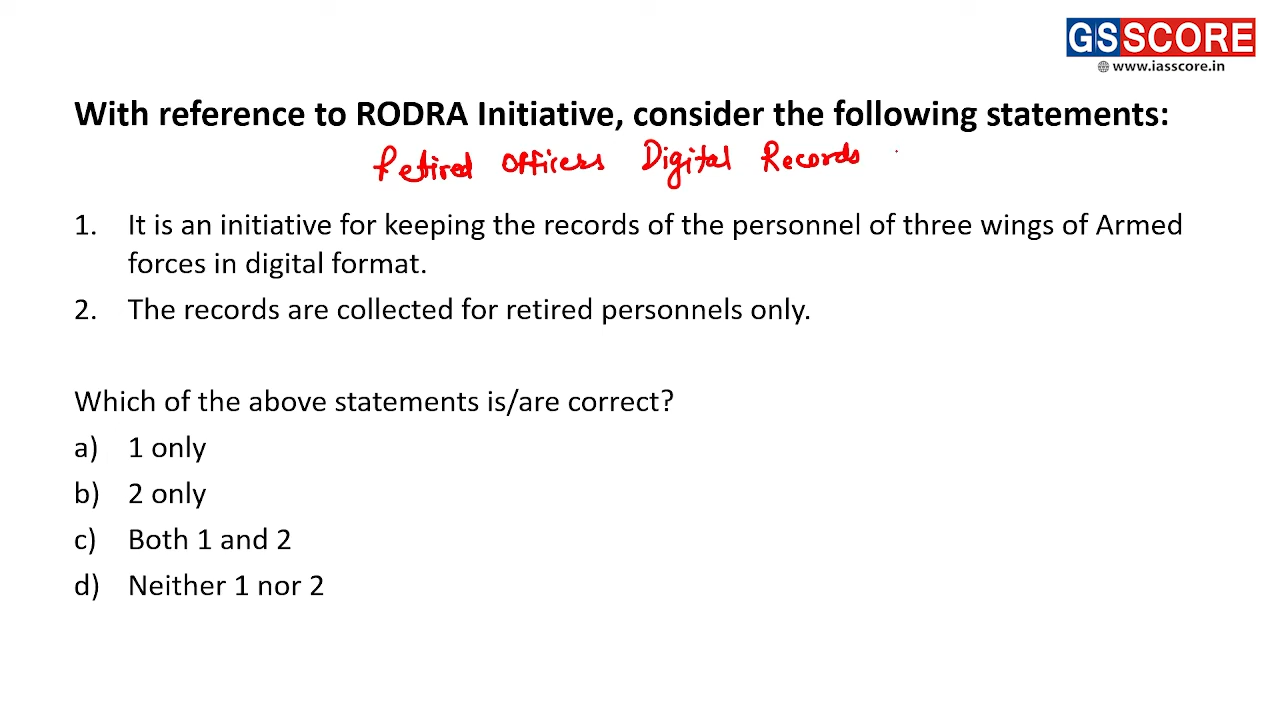 GSSCORE
www.iasscore.in
With reference to RODRA Initiative, consider the following statements:
Retired Officers Digital Records
1. It is an initiative for keeping the records of the personnel of three wings of Armed
forces in digital format.
2. The records are collected for retired personnels only.
Which of the above statements is/are correct?
a) 1 only
b) 2 only
c) Both 1 and 2
d) Neither 1 nor 2